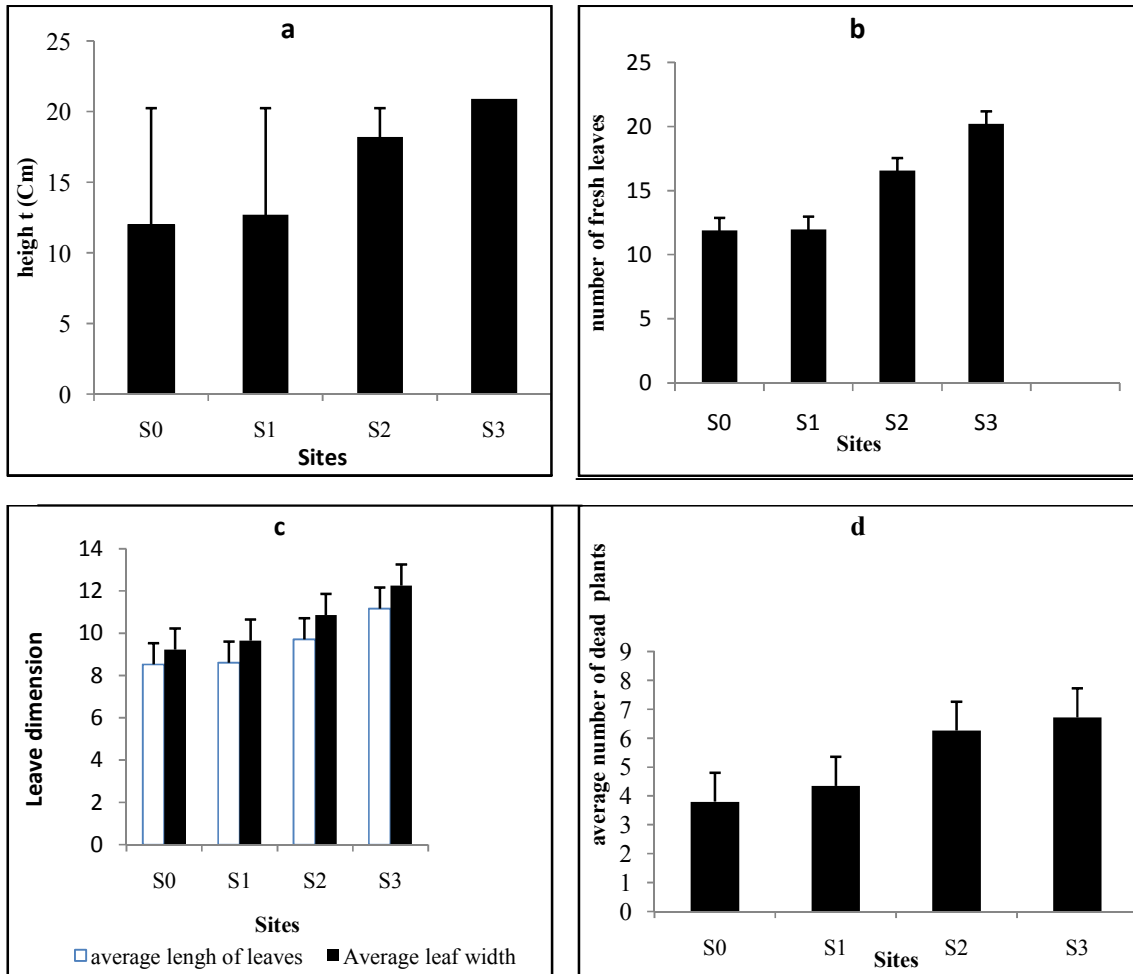 a
25
20
15
10
5
0
heigh t (Cm)
S0 S1 S2 S3
Sites
b
25
20
15
10
5
0
number of fresh leaves
S0 S1 S2 S3
Sites
c
14
12
10
8
6
4
2
0
Leave dimension
S0 S1 S2 S3
Sites
average lengh of leaves Average leaf width
d
9
8
7
6
5
4
3
2
1
0
average number of dead plants
S0 S1 S2 S3
Sites